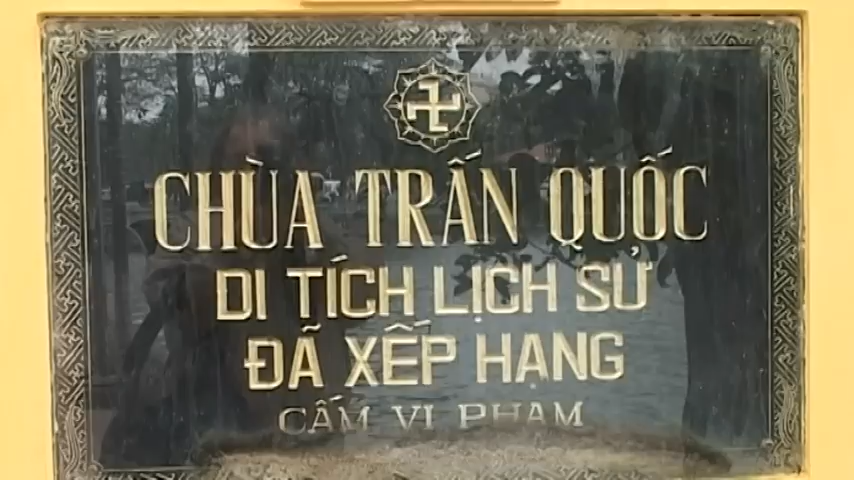 CHÙA TRẤN QUỐC
DI TÍCH LỊCH SỬ
ĐÃ XẾP HẠNG
CẤM VI PHẠM